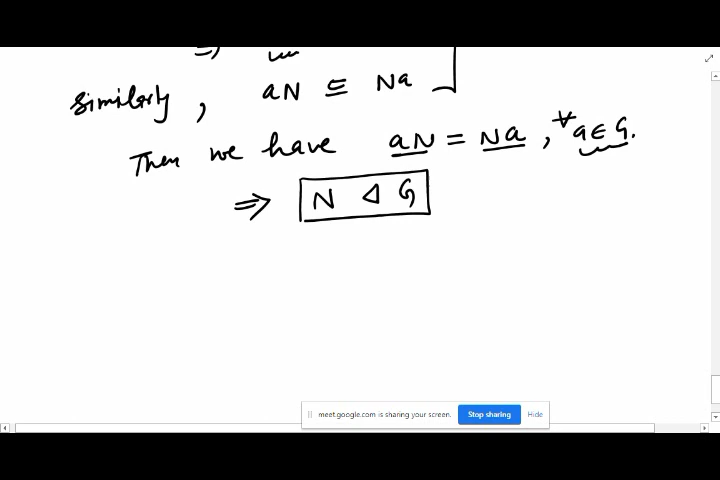 ⇒
similarly, aN ⊆ Na
Then we have aN = Na, ∀ a ∈ G.
⇒ N ⊲ G
meet.google.com is sharing your screen. Stop sharing Hide